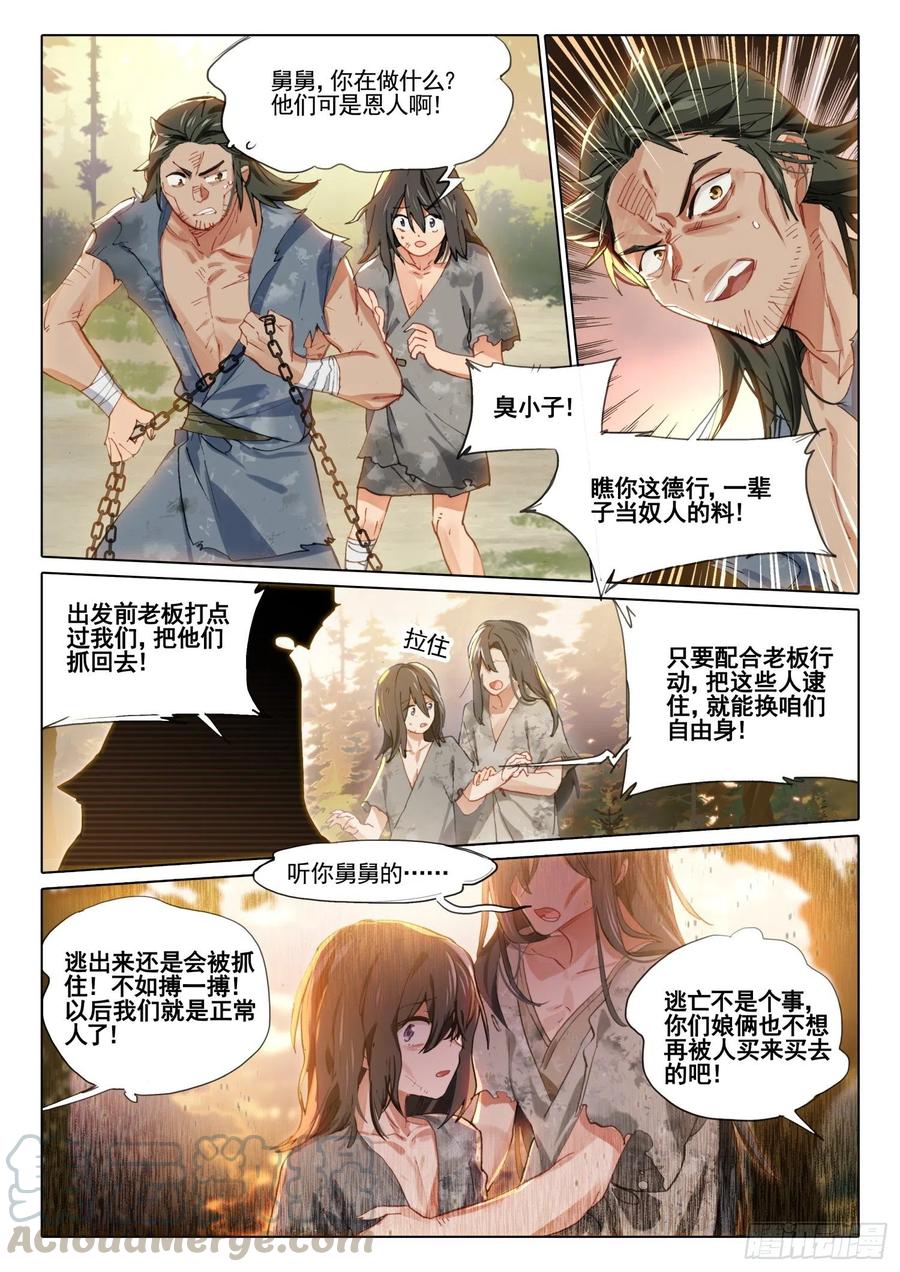 舅舅，你在做什么？
他们可是恩人啊！
臭小子！
瞧你这德行，一辈
子当奴人的料！
出发前老板打点
过我们，把他们
抓回去！
拉住
只要配合老板行
动，把这些人逮
住，就能换咱们
自由身！
听你舅舅的……
逃出来还是会被抓
住！不如搏一搏！
以后我们就是正常
人了！
逃亡不是个事，
你们娘俩也不想
再被人买来买去
的吧！
AcloudMerge.com
腾讯动漫